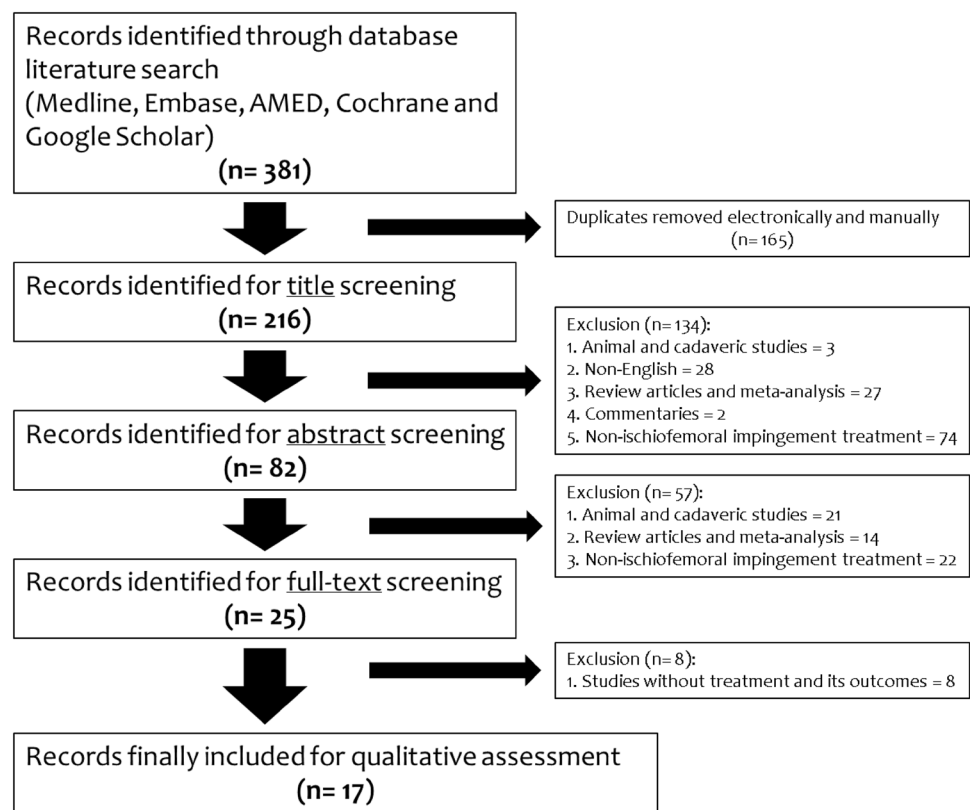 Records identified through database
literature search
(Medline, Embase, AMED, Cochrane and
Google Scholar)
(n= 381)
Duplicates removed electronically and manually
(n= 165)
Records identified for title screening
(n= 216)
Exclusion (n= 134):
1. Animal and cadaveric studies = 3
2. Non-English = 28
3. Review articles and meta-analysis = 27
4. Commentaries = 2
5. Non-ischiofemoral impingement treatment = 74
Records identified for abstract screening
(n= 82)
Exclusion (n= 57):
1. Animal and cadaveric studies = 21
2. Review articles and meta-analysis = 14
3. Non-ischiofemoral impingement treatment = 22
Records identified for full-text screening
(n= 25)
Exclusion (n= 8):
1. Studies without treatment and its outcomes = 8
Records finally included for qualitative assessment
(n= 17)